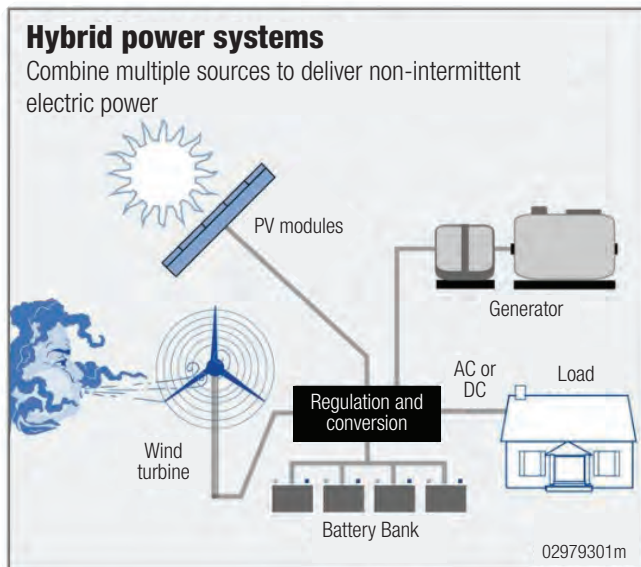 Hybrid power systems
Combine multiple sources to deliver non-intermittent
electric power
PV modules
Generator
AC or
DC
Load
Regulation and
conversion
Wind
turbine
Battery Bank
02979301m